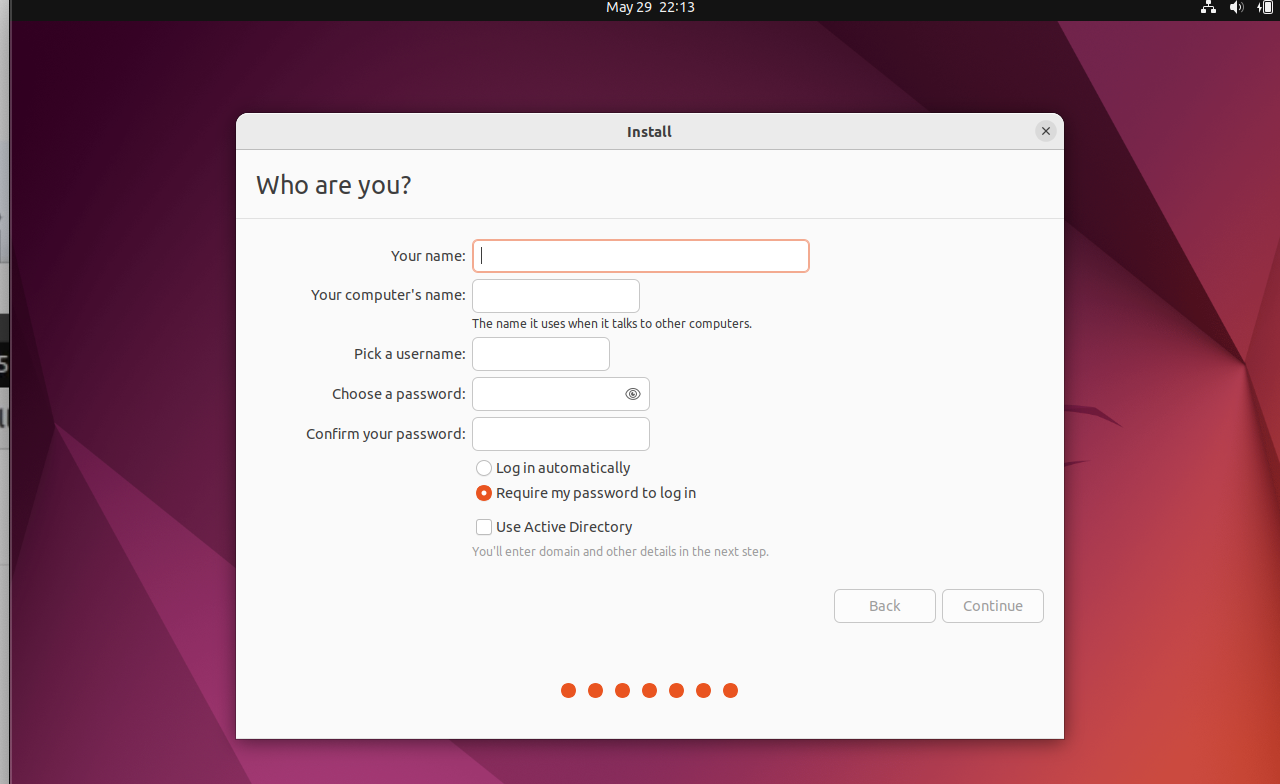 May 29 22:13
Install
Who are you?
Your name:
Your computer's name:
The name it uses when it talks to other computers.
Pick a username:
Choose a password:
Confirm your password:
Log in automatically
Require my password to log in
Use Active Directory
You'll enter domain and other details in the next step.
Back
Continue